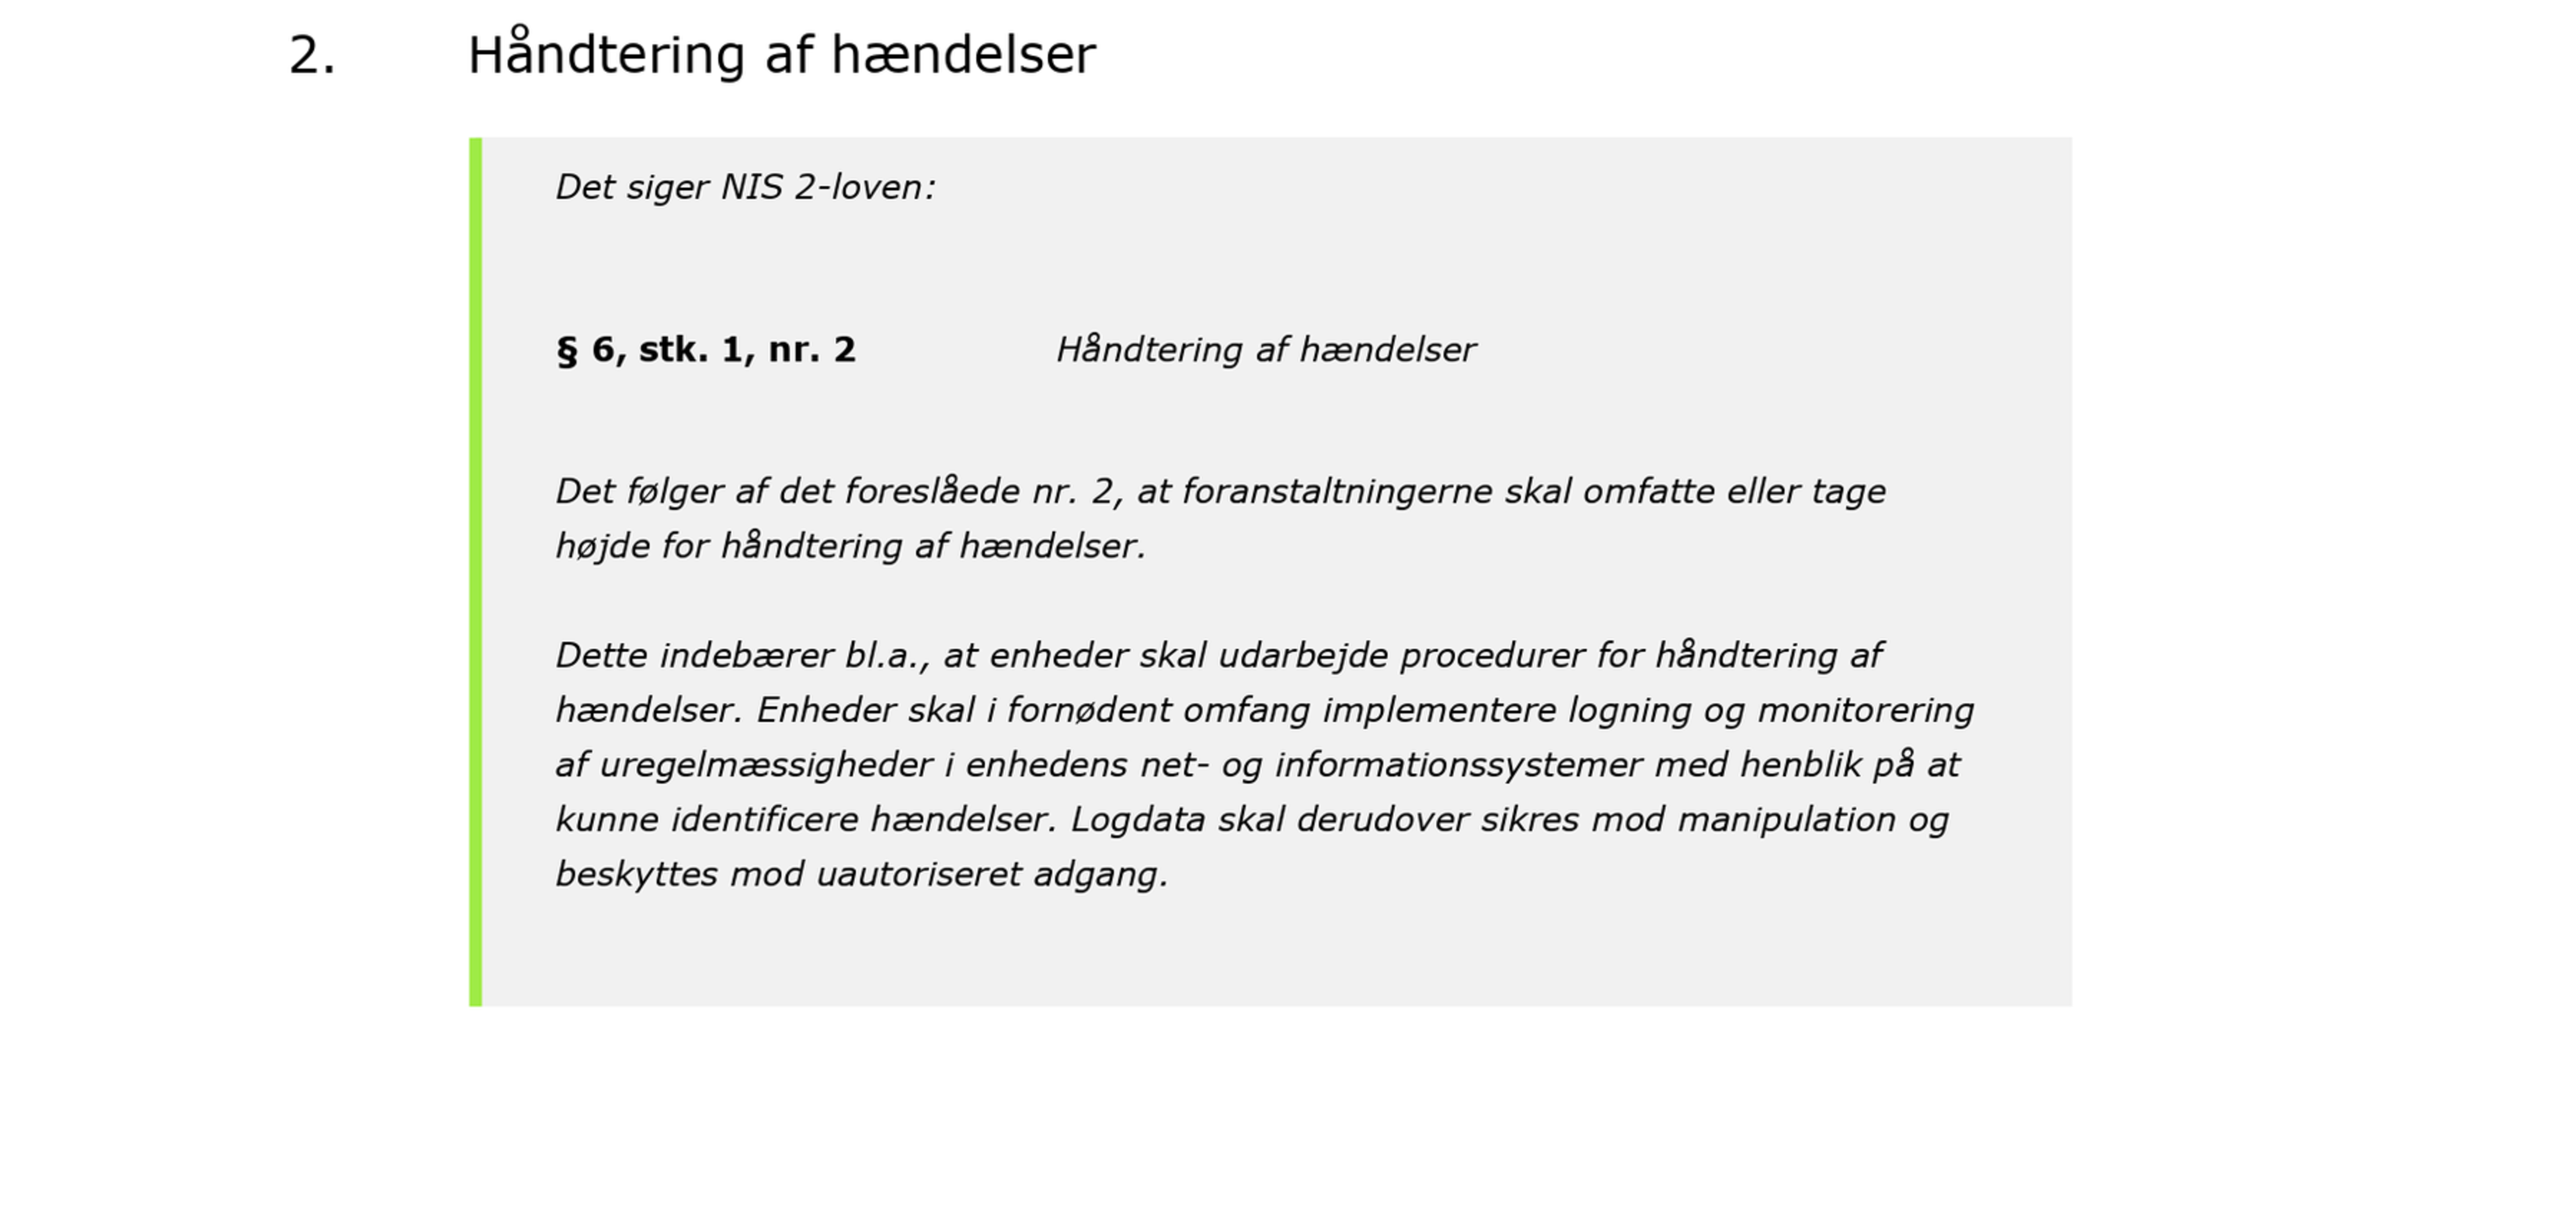 2. Håndtering af hændelser
Det siger NIS 2-loven:
§ 6, stk. 1, nr. 2 Håndtering af hændelser
Det følger af det foreslåede nr. 2, at foranstaltningerne skal omfatte eller tage
højde for håndtering af hændelser.
Dette indebærer bl.a., at enheder skal udarbejde procedurer for håndtering af
hændelser. Enheder skal i fornødent omfang implementere logning og monitorering
af uregelmæssigheder i enhedens net- og informationssystemer med henblik på at
kunne identificere hændelser. Logdata skal derudover sikres mod manipulation og
beskyttes mod uautoriseret adgang.